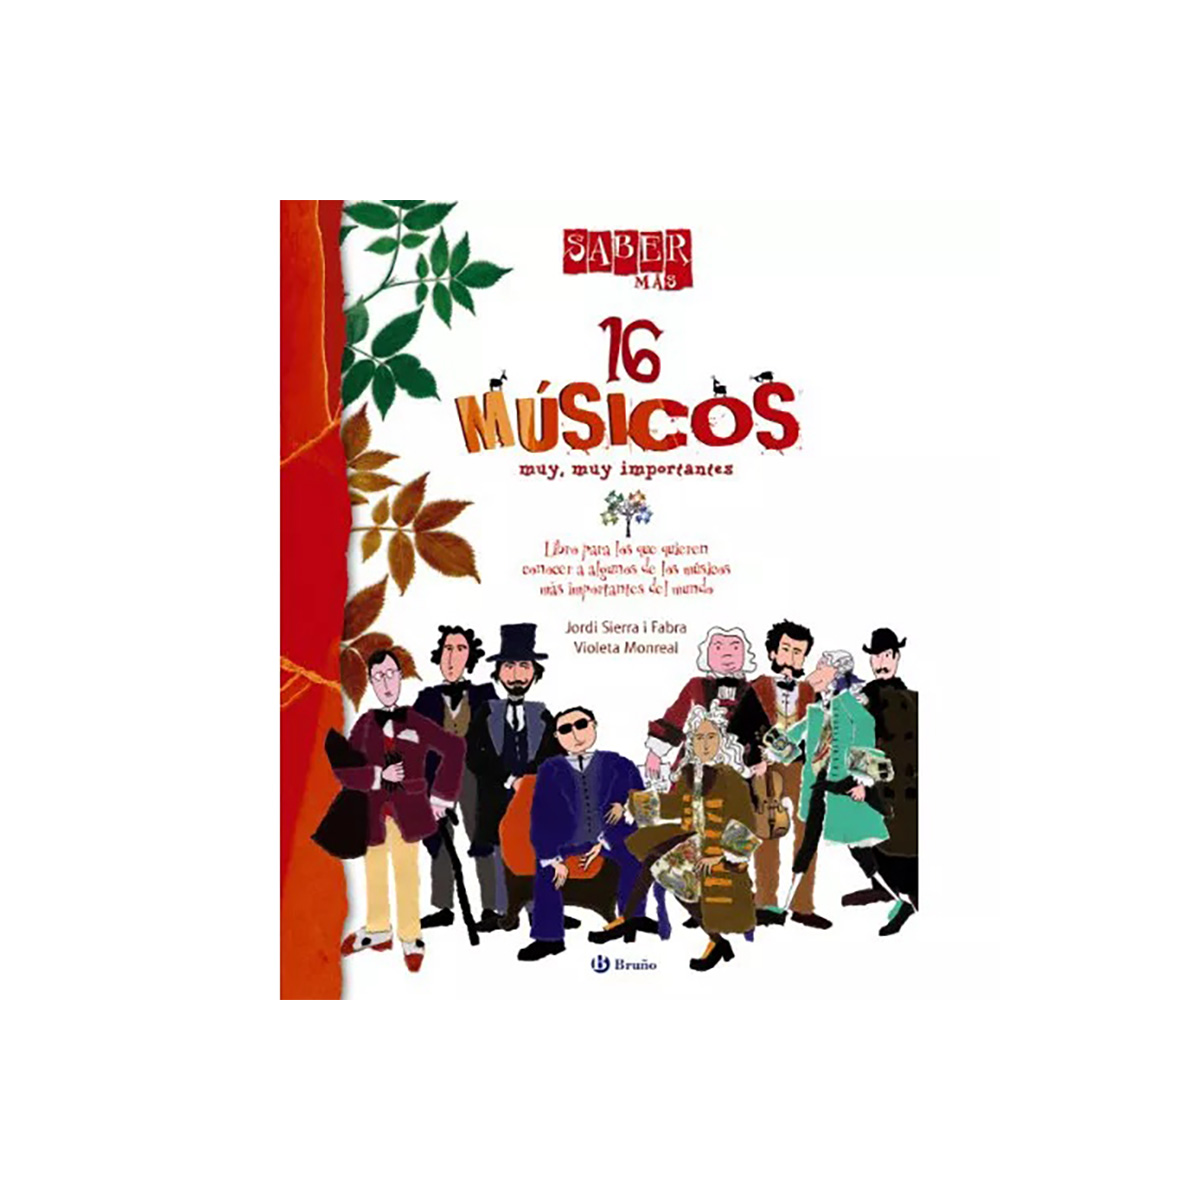 SABER
MÁS
16
MÚSICOS
muy, muy importantes
Libro para los que quieren
conocer a algunos de los músicos
más importantes del mundo
Jordi Sierra i Fabra
Violeta Monreal
B Bruño